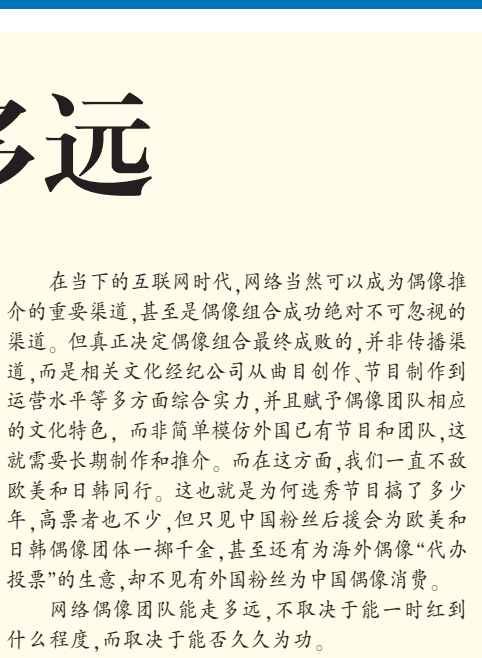 多远
在当下的互联网时代,网络当然可以成为偶像推
介的重要渠道,甚至是偶像组合成功绝对不可忽视的
渠道。但真正决定偶像组合最终成败的,并非传播渠
道,而是相关文化经纪公司从曲目创作、节目制作到
运营水平等多方面综合实力,并且赋予偶像团队相应
的文化特色，而非简单模仿外国已有节目和团队,这
就需要长期制作和推介。而在这方面,我们一直不敌
欧美和日韩同行。这也就是为何选秀节目搞了多少
年,高票者也不少,但只见中国粉丝后援会为欧美和
日韩偶像团体一掷千金,甚至还有为海外偶像“代办
投票”的生意,却不见有外国粉丝为中国偶像消费。
网络偶像团队能走多远,不取决于能一时红到
什么程度,而取决于能否久久为功。